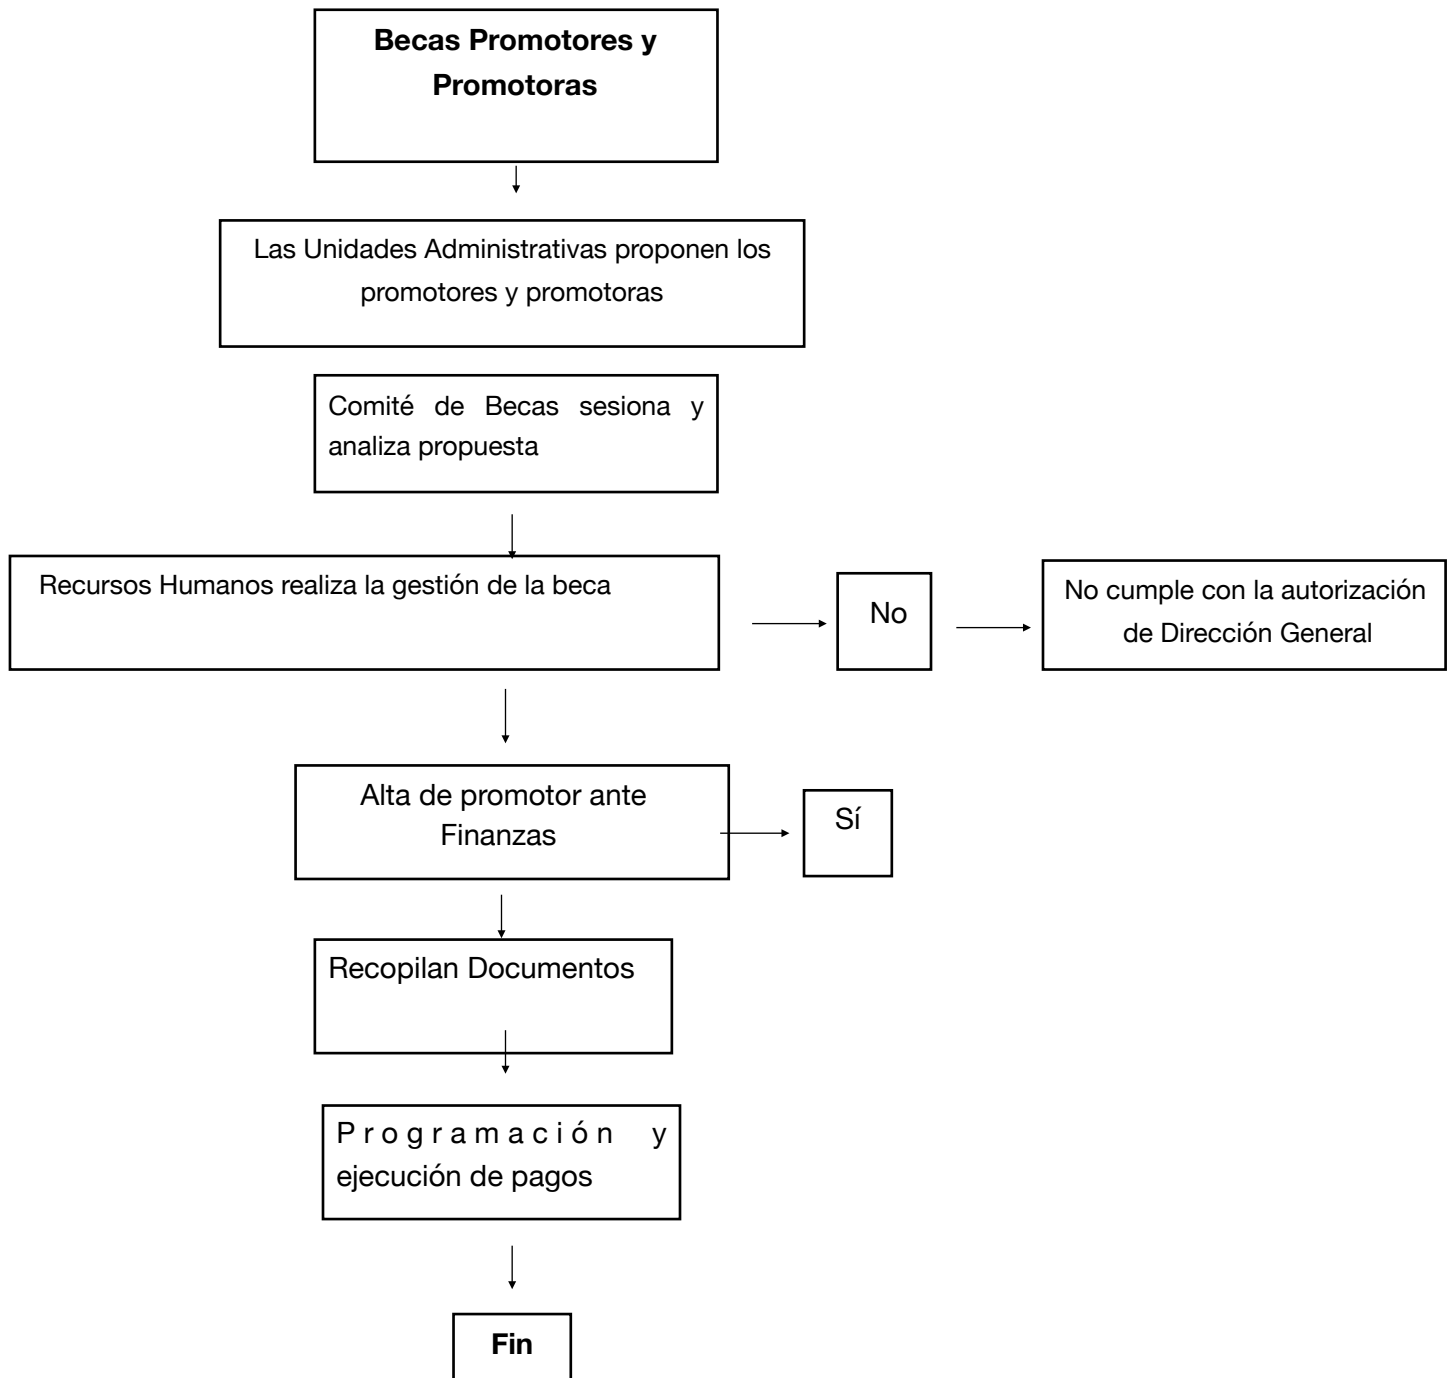 Becas Promotores y
Promotoras
Las Unidades Administrativas proponen los
promotores y promotoras
Comité de Becas sesiona y
analiza propuesta
Recursos Humanos realiza la gestión de la beca
No
No cumple con la autorización
de Dirección General
Alta de promotor ante
Finanzas
Sí
Recopilan Documentos
Programación y
ejecución de pagos
Fin